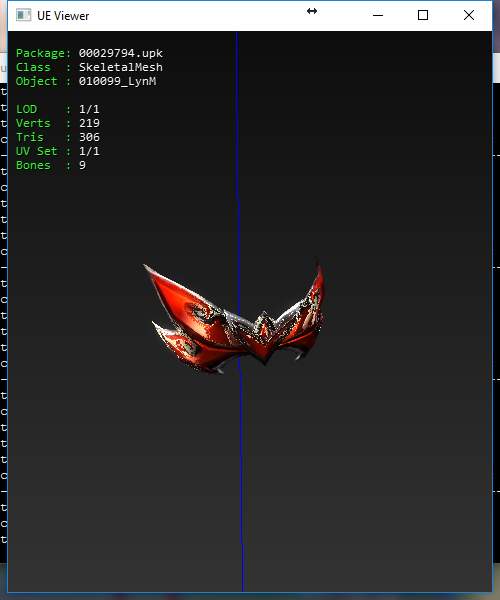 UE Viewer
Package: 00029794.upk
Class : SkeletalMesh
Object : 010099_LynM
LOD : 1/1
Verts : 219
Tris : 306
UV Set : 1/1
Bones : 9